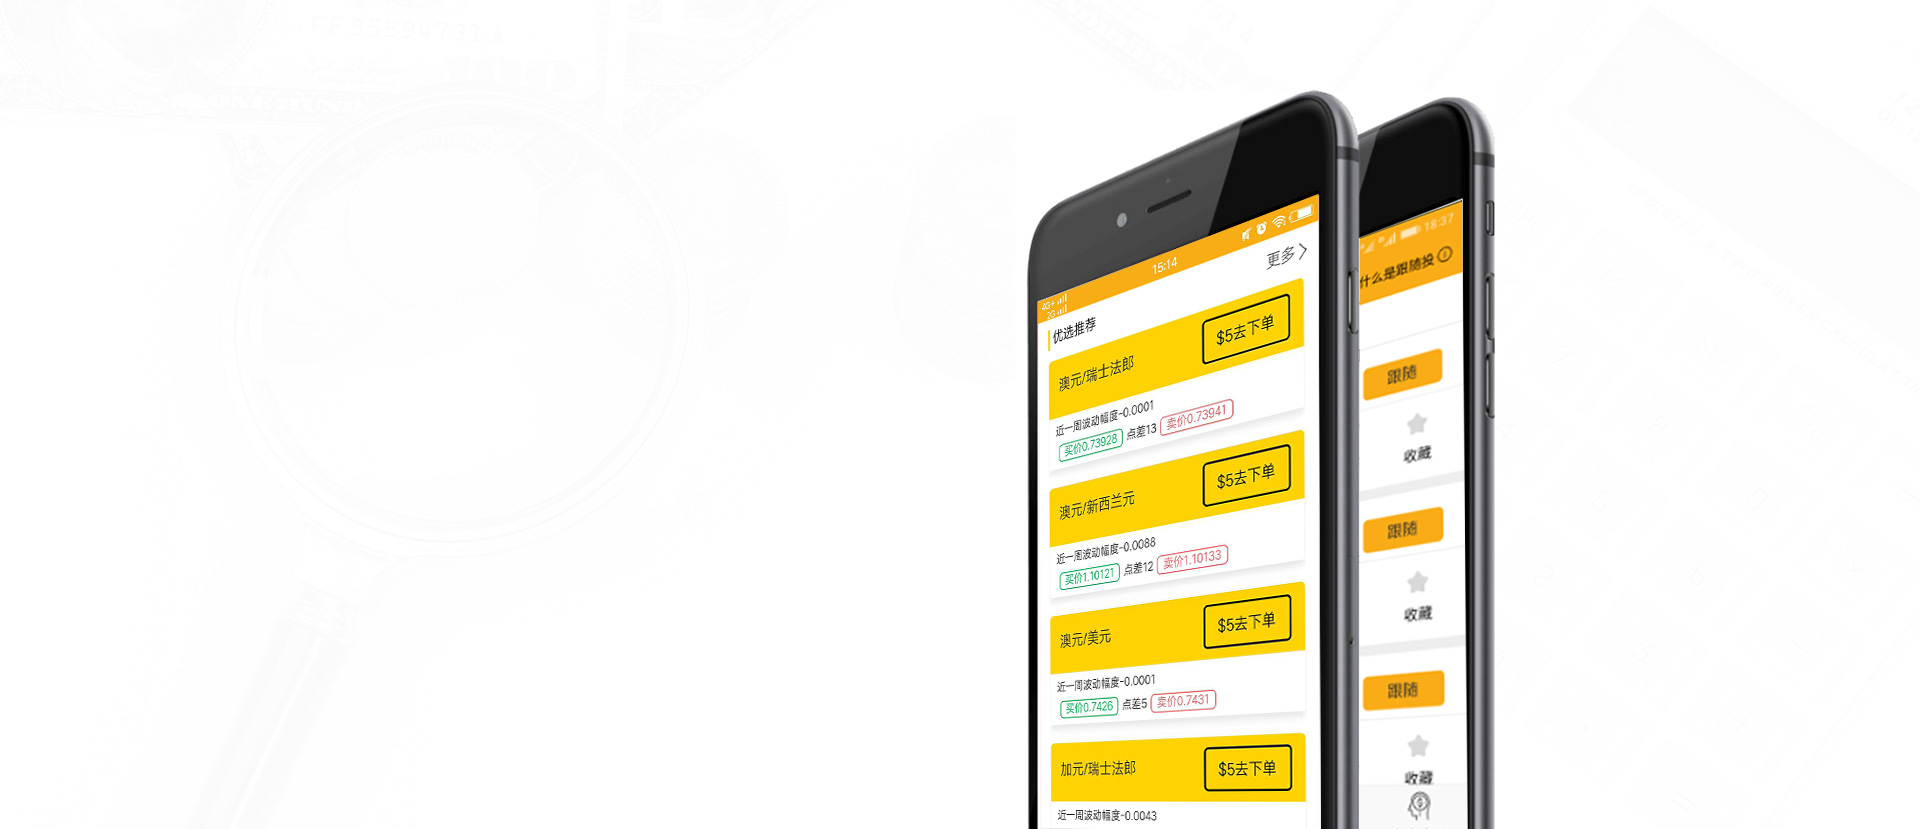 FF95594731A
15:14
4G+
2G
更多
优选推荐
澳元/瑞士法郎
$5去下单
近一周波动幅度-0.0001
买价0.73928 点差13 卖价0.73941
澳元/新西兰元
$5去下单
近一周波动幅度-0.0088
买价1.10121 点差12 卖价1.10133
澳元/美元
$5去下单
近一周波动幅度-0.0001
买价0.7426 点差5 卖价0.7431
加元/瑞士法郎
$5去下单
近一周波动幅度-0.0043
18:37
什么是跟随投
跟随
收藏
跟随
收藏
跟随
收藏